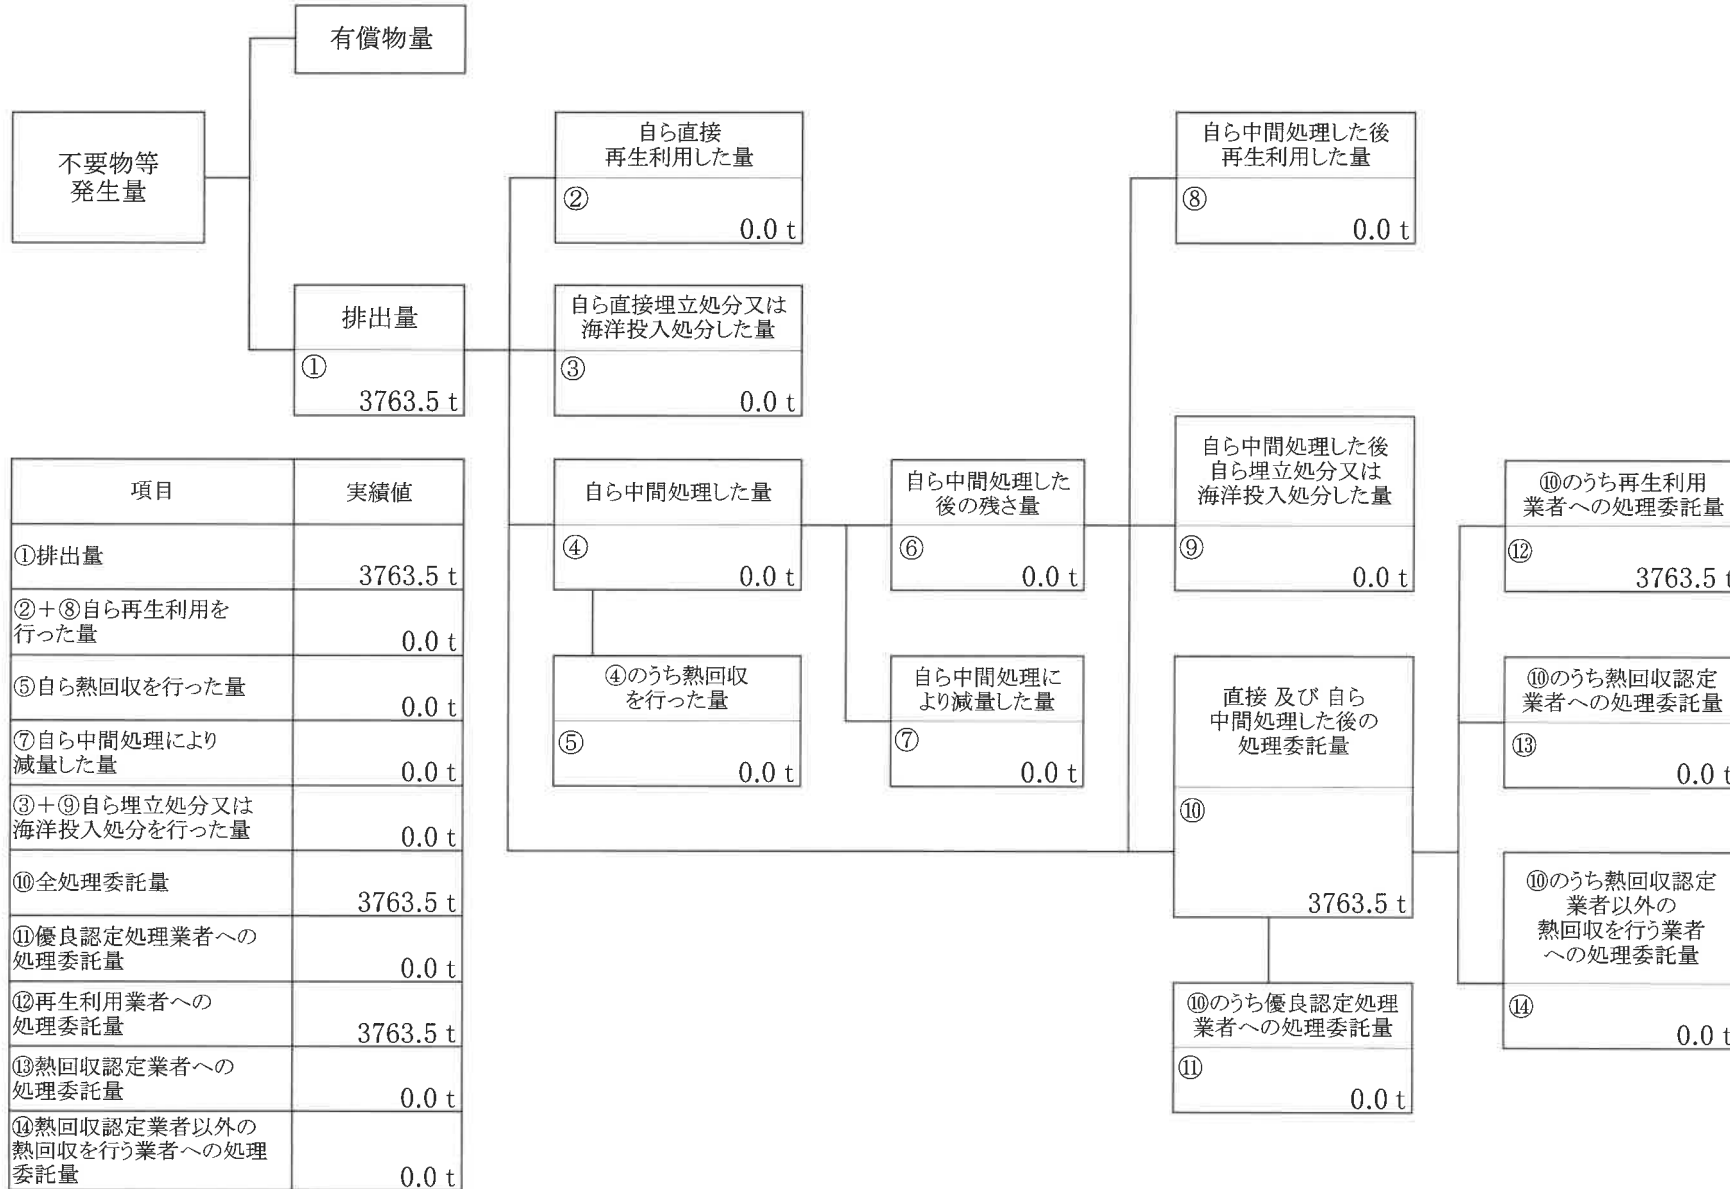 有償物量
不要物等
発生量
排出量
①
3763.5 t
自ら直接
再生利用した量
②
0.0 t
自ら直接埋立処分又は
海洋投入処分した量
③
0.0 t
自ら中間処理した量
④
0.0 t
④のうち熱回収
を行った量
⑤
0.0 t
自ら中間処理した
後の残さ量
⑥
0.0 t
自ら中間処理に
より減量した量
⑦
0.0 t
自ら中間処理した後
再生利用した量
⑧
0.0 t
自ら中間処理した後
自ら埋立処分又は
海洋投入処分した量
⑨
0.0 t
直接 及び 自ら
中間処理した後の
処理委託量
⑩
3763.5 t
⑩のうち優良認定処理
業者への処理委託量
⑪
0.0 t
⑩のうち再生利用
業者への処理委託量
⑫
3763.5 t
⑩のうち熱回収認定
業者への処理委託量
⑬
0.0 t
⑩のうち熱回収認定
業者以外の
熱回収を行う業者
への処理委託量
⑭
0.0 t
項目 実績値
①排出量
3763.5 t
②+⑧自ら再生利用を
行った量
0.0 t
⑤自ら熱回収を行った量
0.0 t
⑦自ら中間処理により
減量した量
0.0 t
③+⑨自ら埋立処分又は
海洋投入処分を行った量
0.0 t
⑩全処理委託量
3763.5 t
⑪優良認定処理業者への
処理委託量
0.0 t
⑫再生利用業者への
処理委託量
3763.5 t
⑬熱回収認定業者への
処理委託量
0.0 t
⑭熱回収認定業者以外の
熱回収を行う業者への処理
委託量
0.0 t